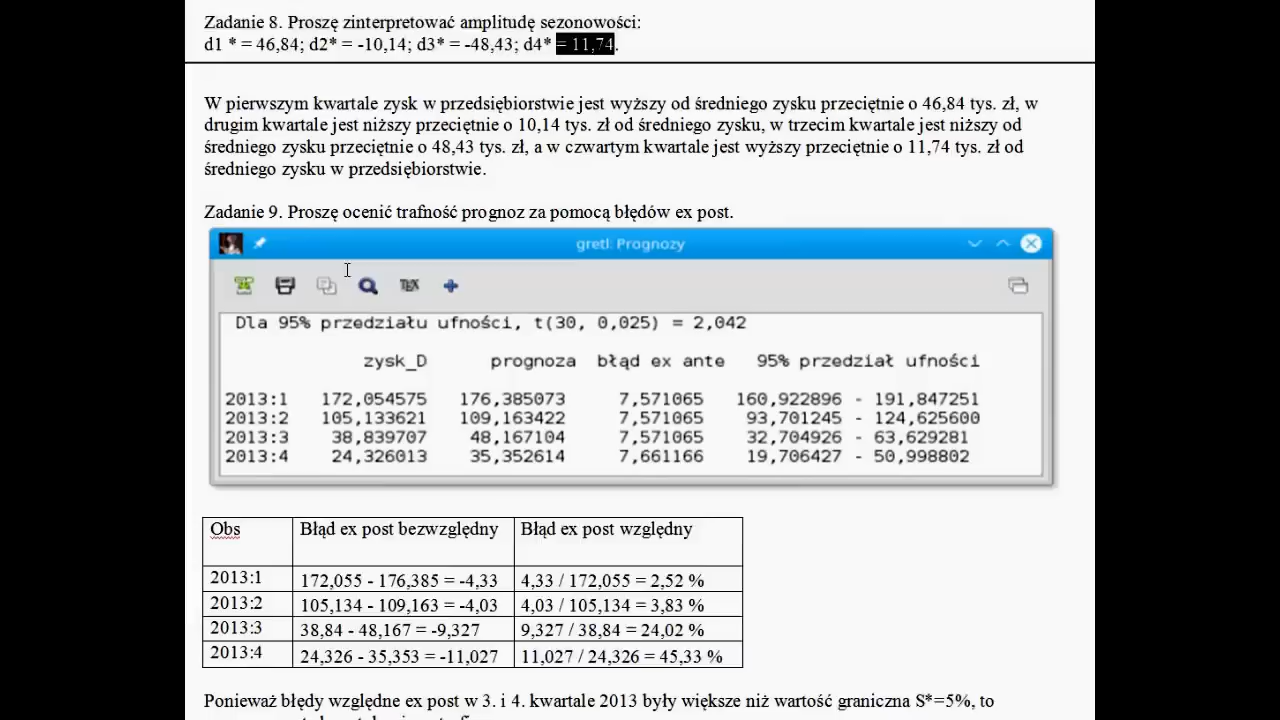 Zadanie 8. Proszę zinterpretować amplitudę sezonowości:
d1 * = 46,84; d2* = -10,14; d3* = -48,43; d4* = 11,74.
W pierwszym kwartale zysk w przedsiębiorstwie jest wyższy od średniego zysku przeciętnie o 46,84 tys. zł, w
drugim kwartale jest niższy przeciętnie o 10,14 tys. zł od średniego zysku, w trzecim kwartale jest niższy od
średniego zysku przeciętnie o 48,43 tys. zł, a w czwartym kwartale jest wyższy przeciętnie o 11,74 tys. zł od
średniego zysku w przedsiębiorstwie.
Zadanie 9. Proszę ocenić trafność prognoz za pomocą błędów ex post.
gretl: Prognozy
TEX
Dla 95% przedziału ufności, t(30, 0,025) = 2,042
zysk_D prognoza błąd ex ante 95% przedział ufności
2013:1 172,054575 176,385073 7,571065 160,922896 - 191,847251
2013:2 105,133621 109,163422 7,571065 93,701245 - 124,625600
2013:3 38,839707 48,167104 7,571065 32,704926 - 63,629281
2013:4 24,326013 35,352614 7,661166 19,706427 - 50,998802
Obs Błąd ex post bezwzględny Błąd ex post względny
2013:1 172,055 - 176,385 = -4,33 4,33 / 172,055 = 2,52 %
2013:2 105,134 - 109,163 = -4,03 4,03 / 105,134 = 3,83 %
2013:3 38,84 - 48,167 = -9,327 9,327 / 38,84 = 24,02 %
2013:4 24,326 - 35,353 = -11,027 11,027 / 24,326 = 45,33 %
Ponieważ błędy względne ex post w 3. i 4. kwartale 2013 były większe niż wartość graniczna S*=5%, to